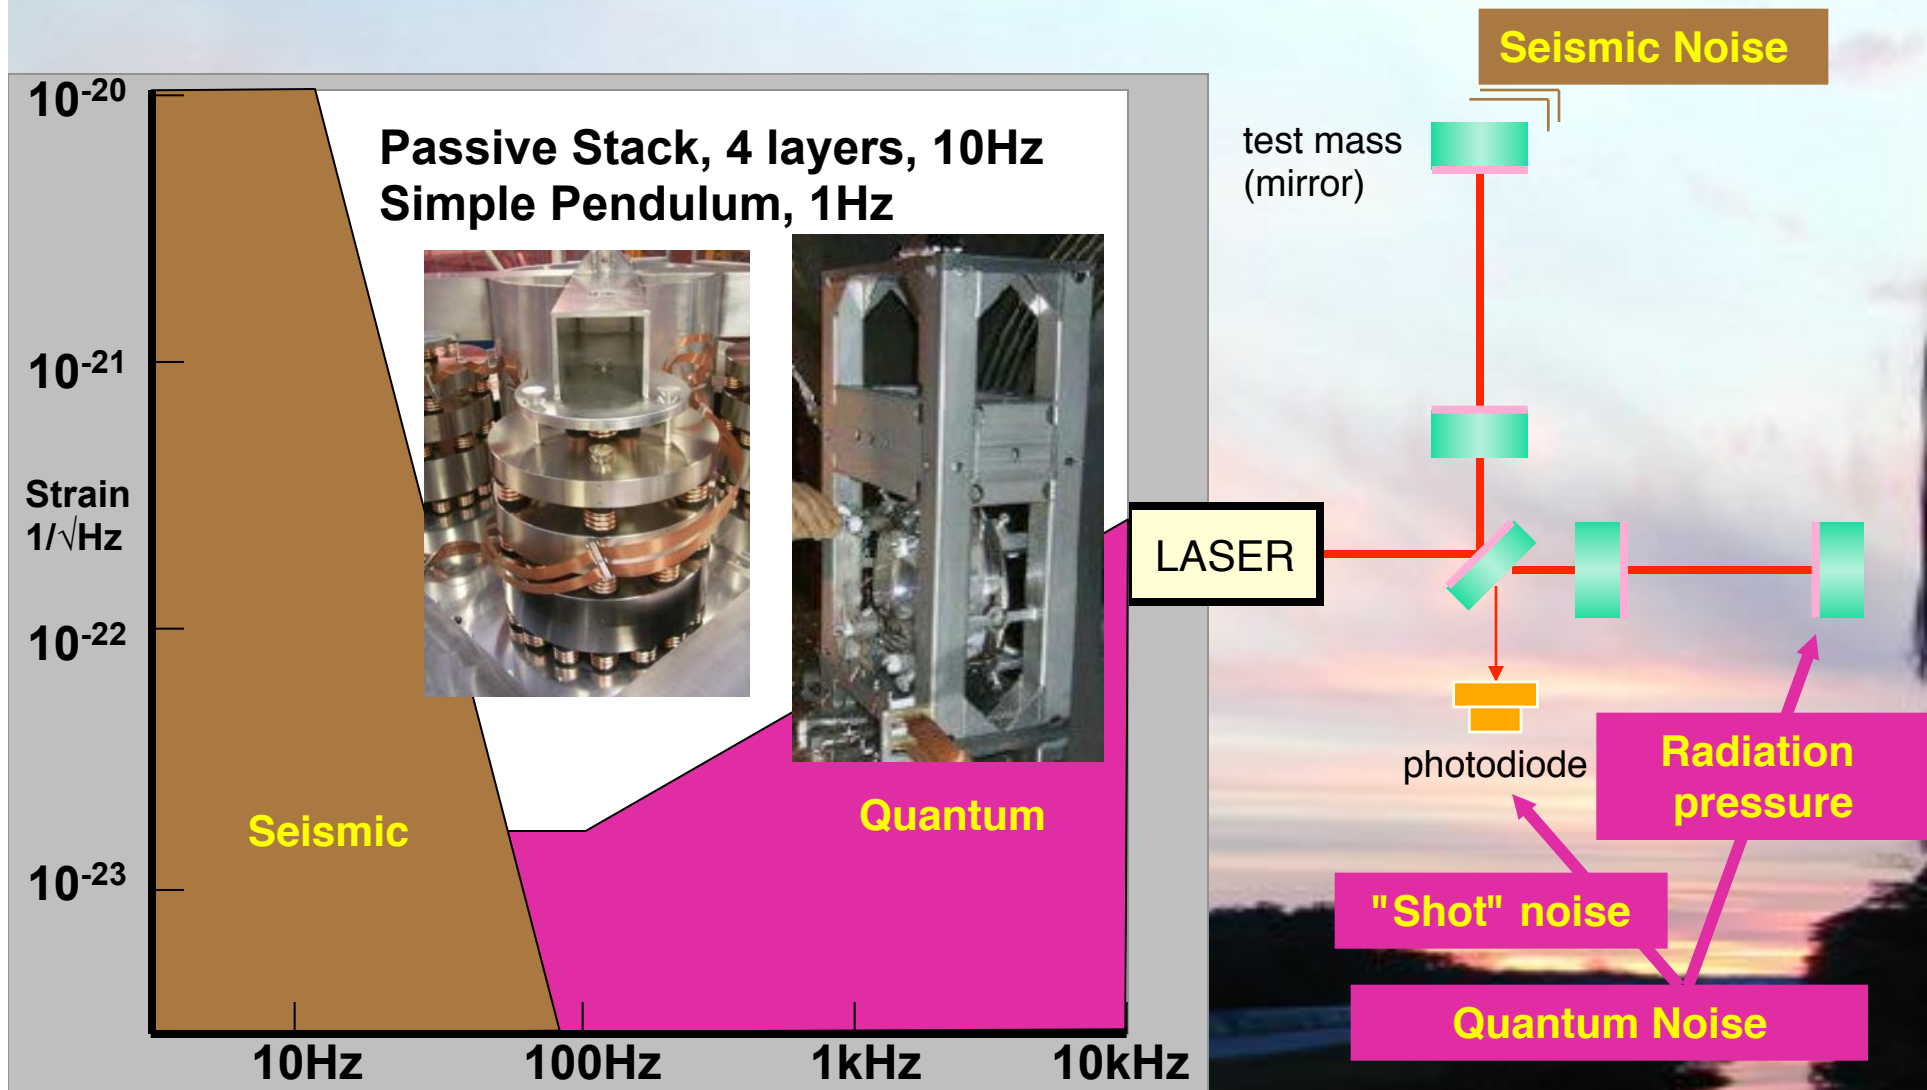 Seismic Noise
10-20
Passive Stack, 4 layers, 10Hz
Simple Pendulum, 1Hz
test mass
(mirror)
10-21
Strain
1/√Hz
LASER
10-22
photodiode
Radiation
pressure
Seismic
Quantum
10-23
"Shot" noise
Quantum Noise
10Hz
100Hz
1kHz
10kHz